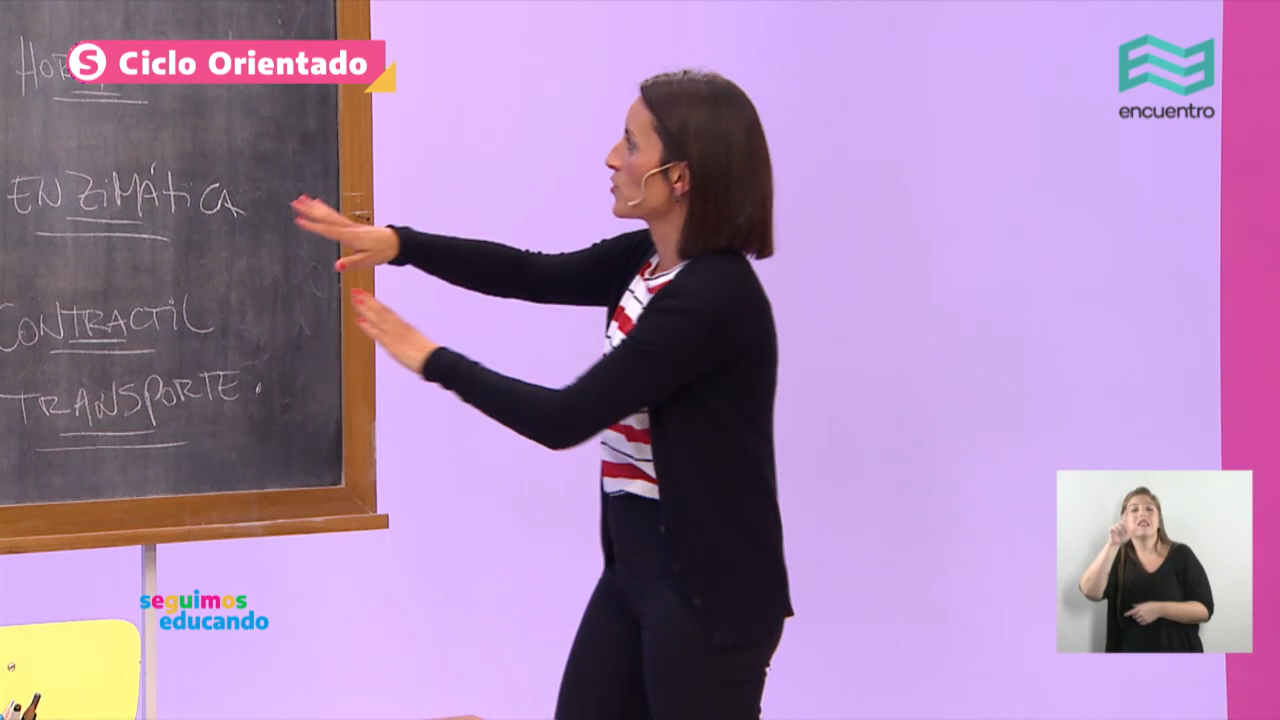 S Ciclo Orientado
encuentro
ENZIMÁTICA
CONTRACTIL
TRANSPORTE.
seguimos
educando